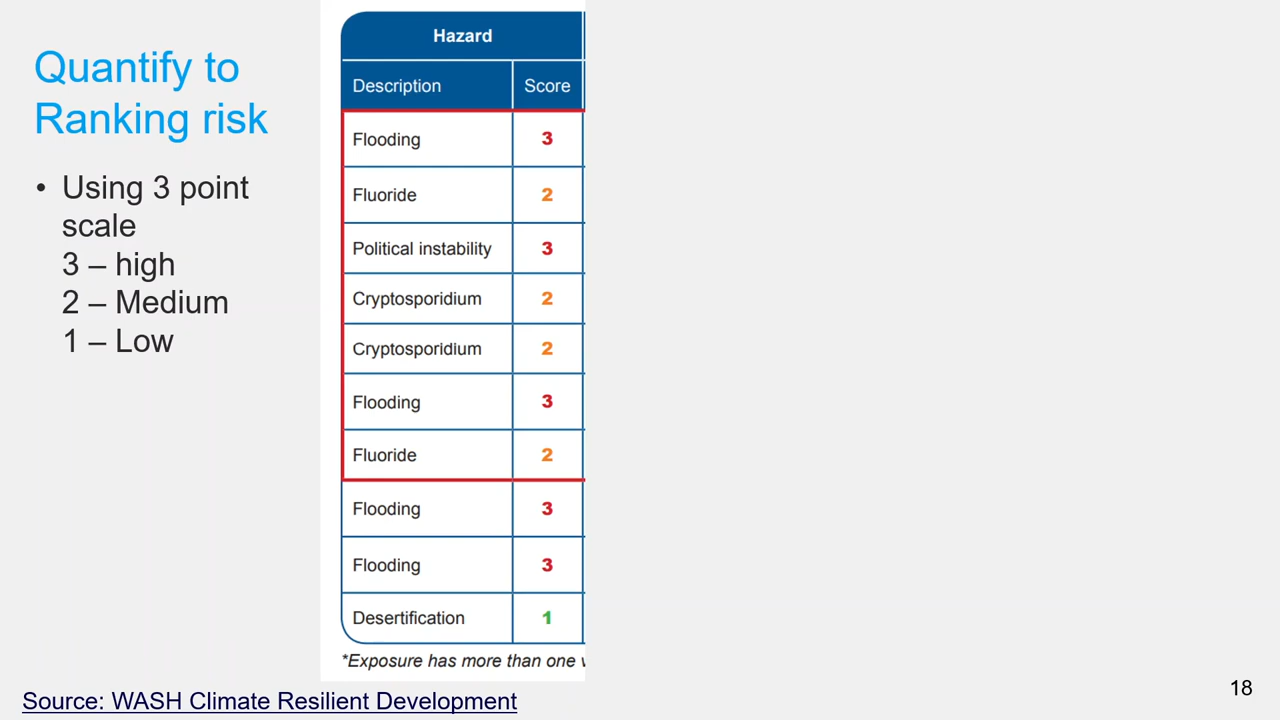 Quantify to
Ranking risk
• Using 3 point
scale
3 – high
2 – Medium
1 – Low
Hazard
Description Score
Flooding 3
Fluoride 2
Political instability 3
Cryptosporidium 2
Cryptosporidium 2
Flooding 3
Fluoride 2
Flooding 3
Flooding 3
Desertification 1
*Exposure has more than one
Source: WASH Climate Resilient Development
18